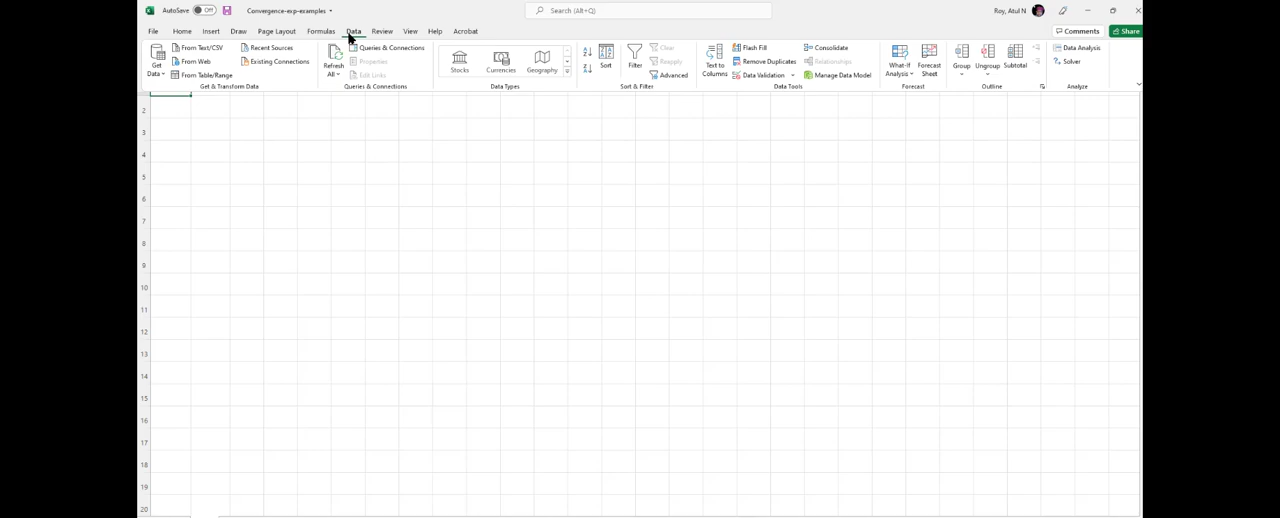 AutoSave Off Convergence-exp-examples Search (Alt+Q) Roy, Atul N
File Home Insert Draw Page Layout Formulas Data Review View Help Acrobat Comments Share
Get Data
From Text/CSV
From Web
From Table/Range
Recent Sources
Existing Connections
Get & Transform Data
Refresh All
Queries & Connections
Properties
Edit Links
Queries & Connections
Stocks Currencies Geography
Data Types
Sort
Filter
Clear
Reapply
Advanced
Sort & Filter
Text to Columns
Flash Fill
Remove Duplicates
Data Validation
Consolidate
Relationships
Manage Data Model
Data Tools
What-If Analysis
Forecast Sheet
Forecast
Group
Ungroup
Subtotal
Outline
Data Analysis
Solver
Analyze
2
3
4
5
6
7
8
9
10
11
12
13
14
15
16
17
18
19
20